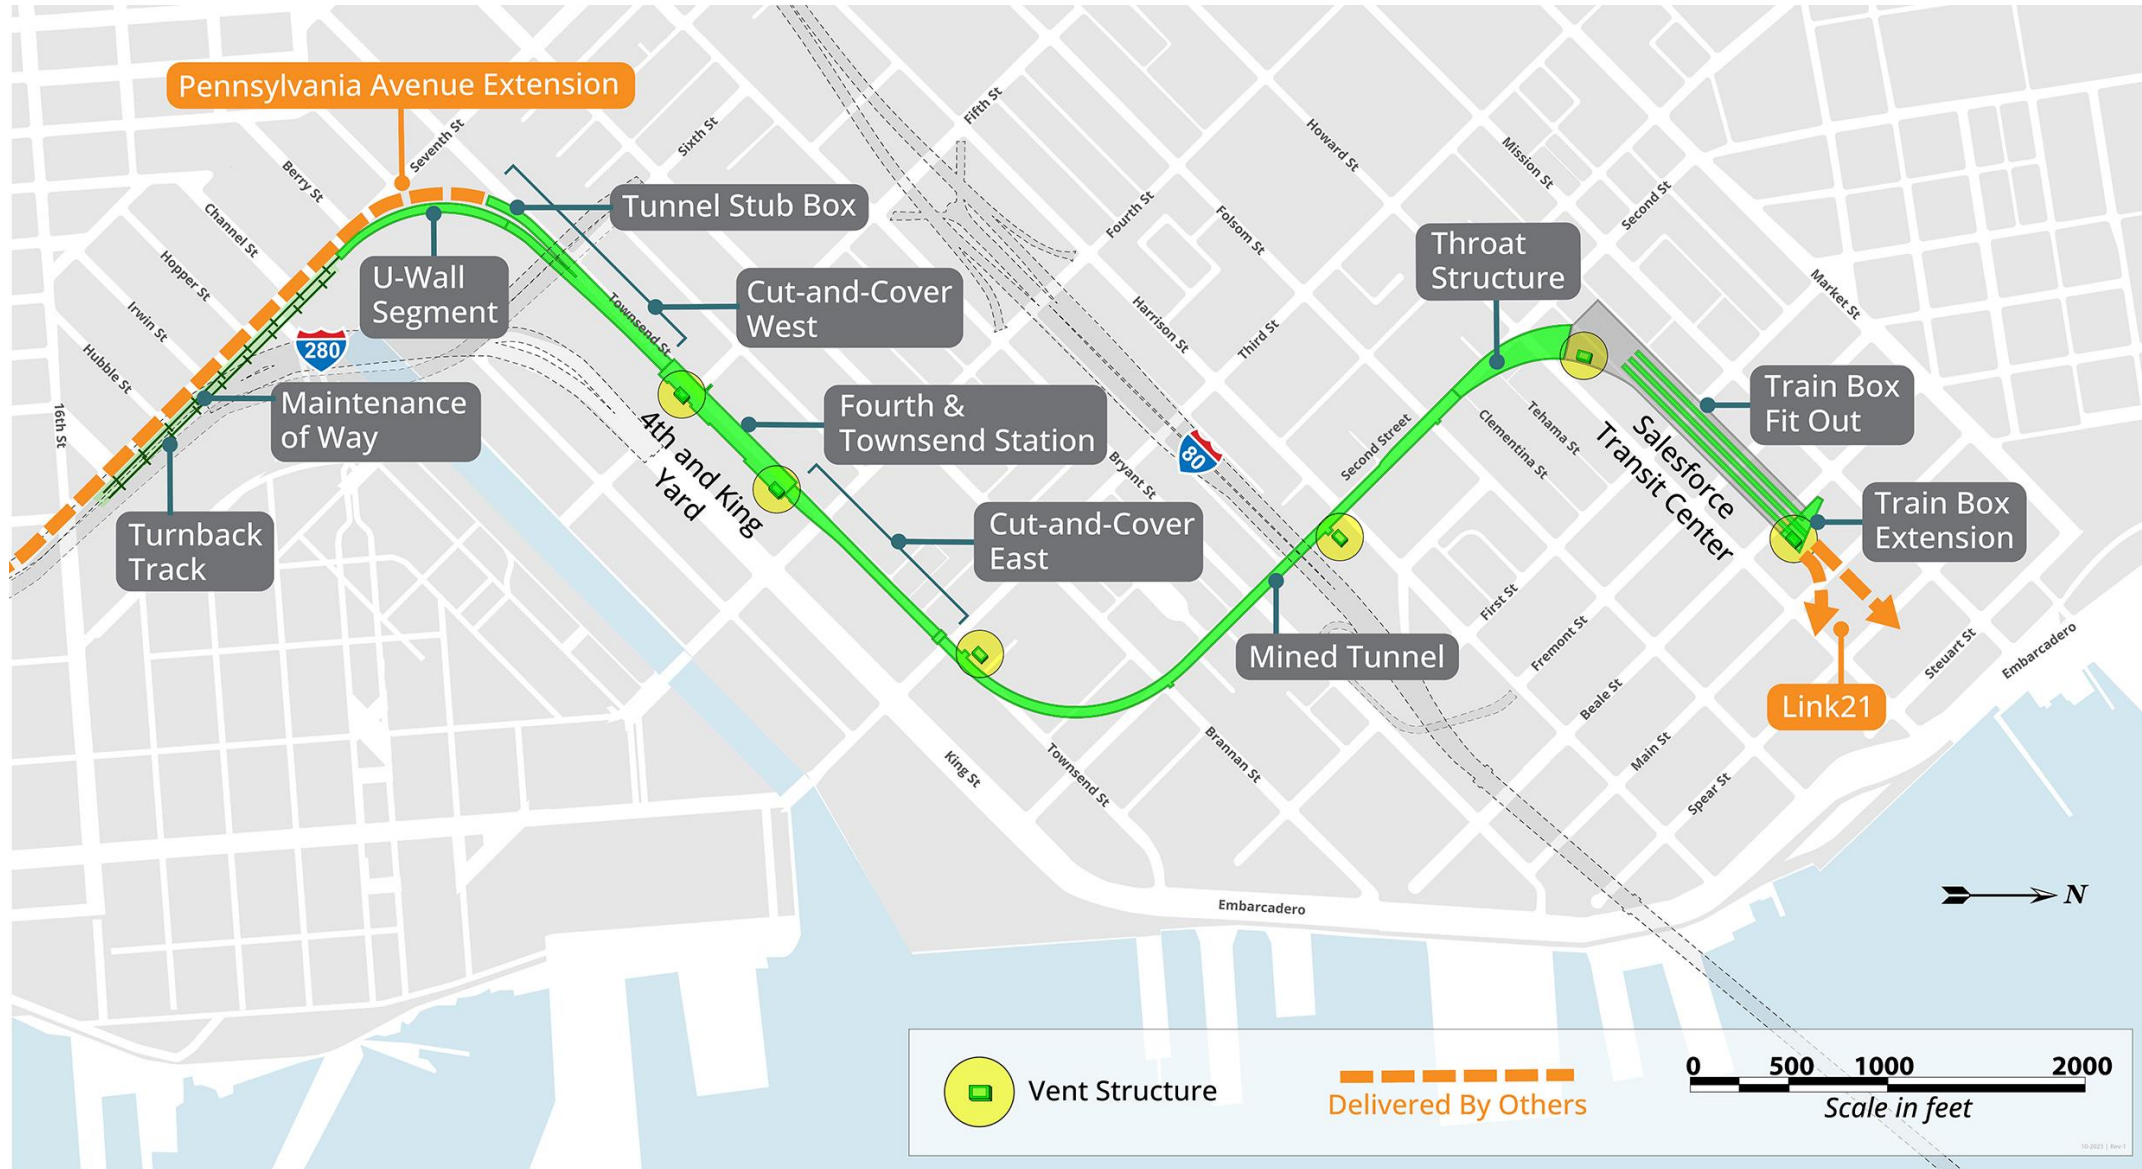 Pennsylvania Avenue Extension
Seventh St
Sixth St
Fifth St
Howard St
Mission St
Second St
Berry St
Tunnel Stub Box
Fourth St
Folsom St
Channel St
Throat
Structure
Hopper St
U-Wall
Segment
Cut-and-Cover
West
Market St
Irwin St
Townsend St
Harrison St
Third St
280
Hubble St
Maintenance
of Way
Fourth &
Townsend Station
Train Box
Fit Out
16th St
4th and King
Yard
80
Bryant St
Second Street
Tehama St
Clementina St
Salesforce
Transit Center
Train Box
Extension
Turnback
Track
Cut-and-Cover
East
First St
Fremont St
Mined Tunnel
Steuart St
Embarcadero
Beale St
Link21
Main St
Spear St
King St
Townsend St
Brannan St
Embarcadero
N
Vent Structure
Delivered By Others
0 500 1000 2000
Scale in feet
10-2023 | Rev-1